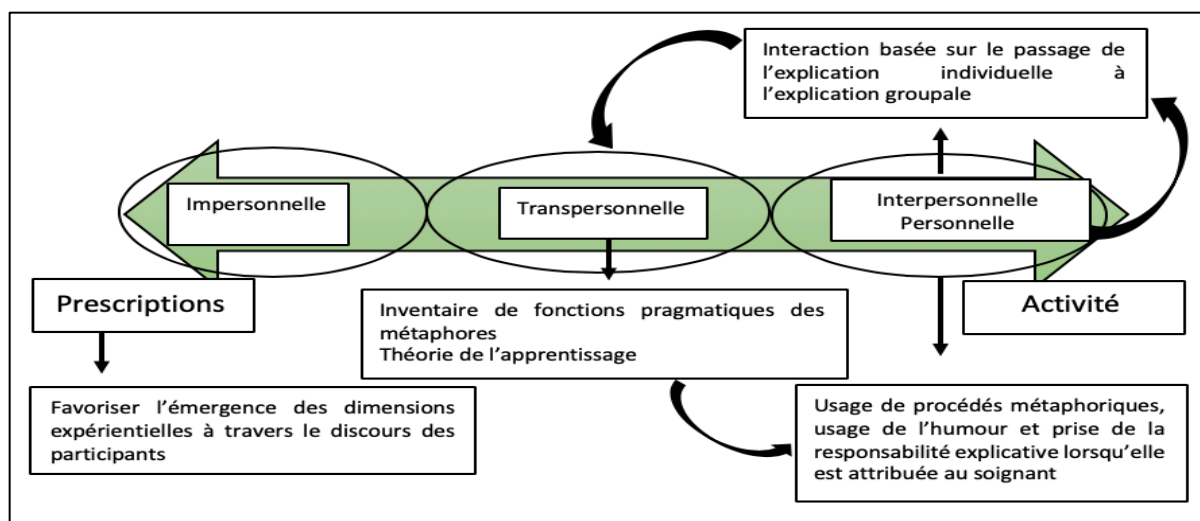 Interaction basée sur le passage de
l'explication individuelle à
l'explication groupale
Impersonnelle
Transpersonnelle
Interpersonnelle
Personnelle
Prescriptions
Activité
Inventaire de fonctions pragmatiques des
métaphores
Théorie de l'apprentissage
Favoriser l'émergence des dimensions
expérientielles à travers le discours des
participants
Usage de procédés métaphoriques,
usage de l'humour et prise de la
responsabilité explicative lorsqu'elle
est attribuée au soignant